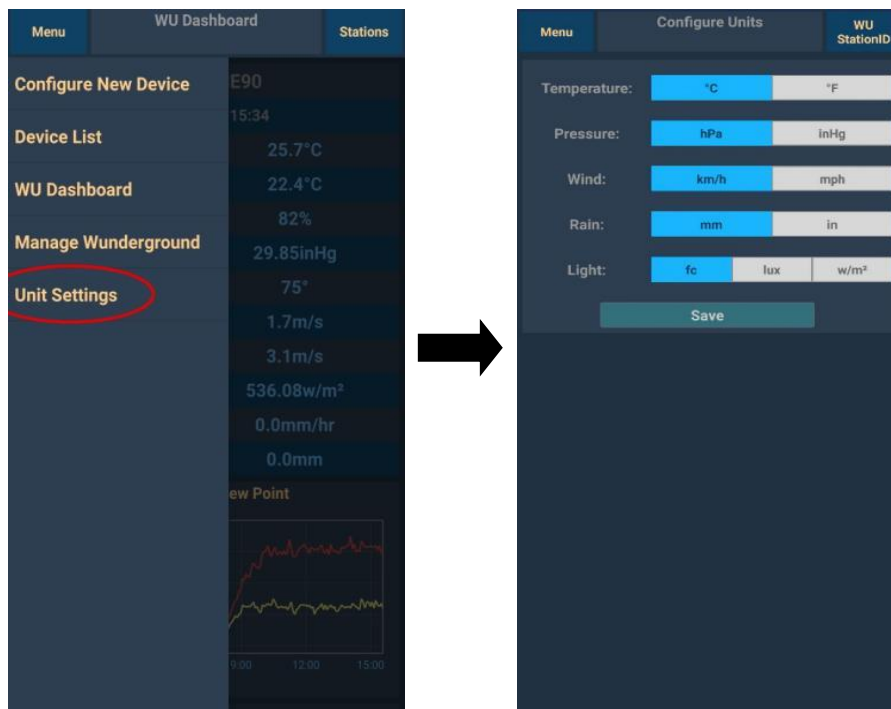 Menu
WU Dashboard
Stations
Configure New Device
Device List
WU Dashboard
Manage Wunderground
Unit Settings
E90
15:34
25.7°C
22.4°C
82%
29.85inHg
75°
1.7m/s
3.1m/s
536.08w/m²
0.0mm/hr
0.0mm
ew Point
9:00 12:00 15:00
Menu
Configure Units
WU
StationID
Temperature: °C °F
Pressure: hPa inHg
Wind: km/h mph
Rain: mm in
Light: fc lux w/m²
Save